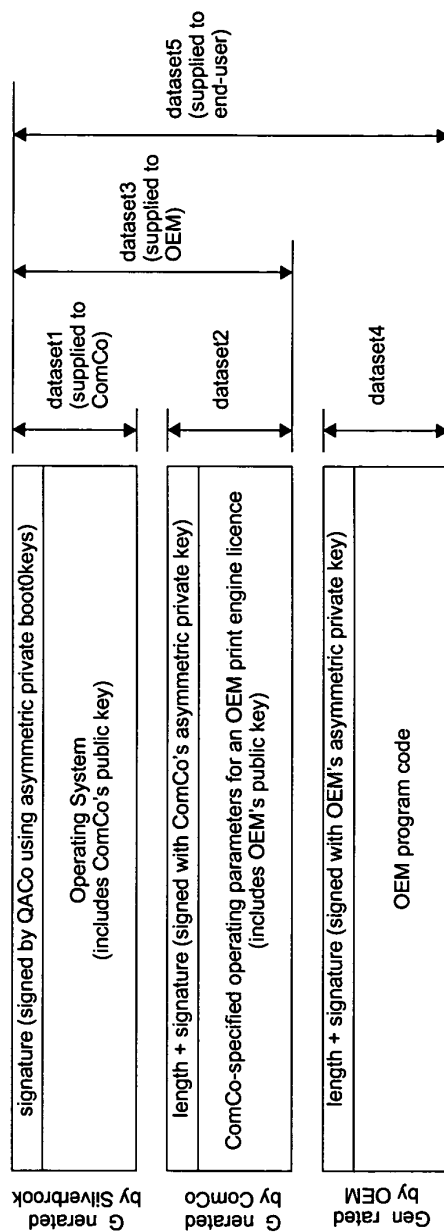 G nerated
by Silverbrook
signature (signed by QACo using asymmetric private boot0keys)
Operating System
(includes ComCo's public key)
dataset1
(supplied to
ComCo)
G nerated
by ComCo
length + signature (signed with ComCo's asymmetric private key)
ComCo-specified operating parameters for an OEM print engine licence
(includes OEM's public key)
dataset2
dataset3
(supplied to
OEM)
Gen rated
by OEM
length + signature (signed with OEM's asymmetric private key)
OEM program code
dataset4
dataset5
(supplied to
end-user)